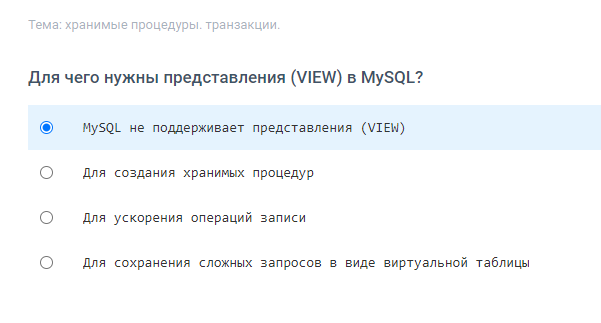 Тема: хранимые процедуры. транзакции.
Для чего нужны представления (VIEW) в MySQL?
MySQL не поддерживает представления (VIEW)
Для создания хранимых процедур
Для ускорения операций записи
Для сохранения сложных запросов в виде виртуальной таблицы